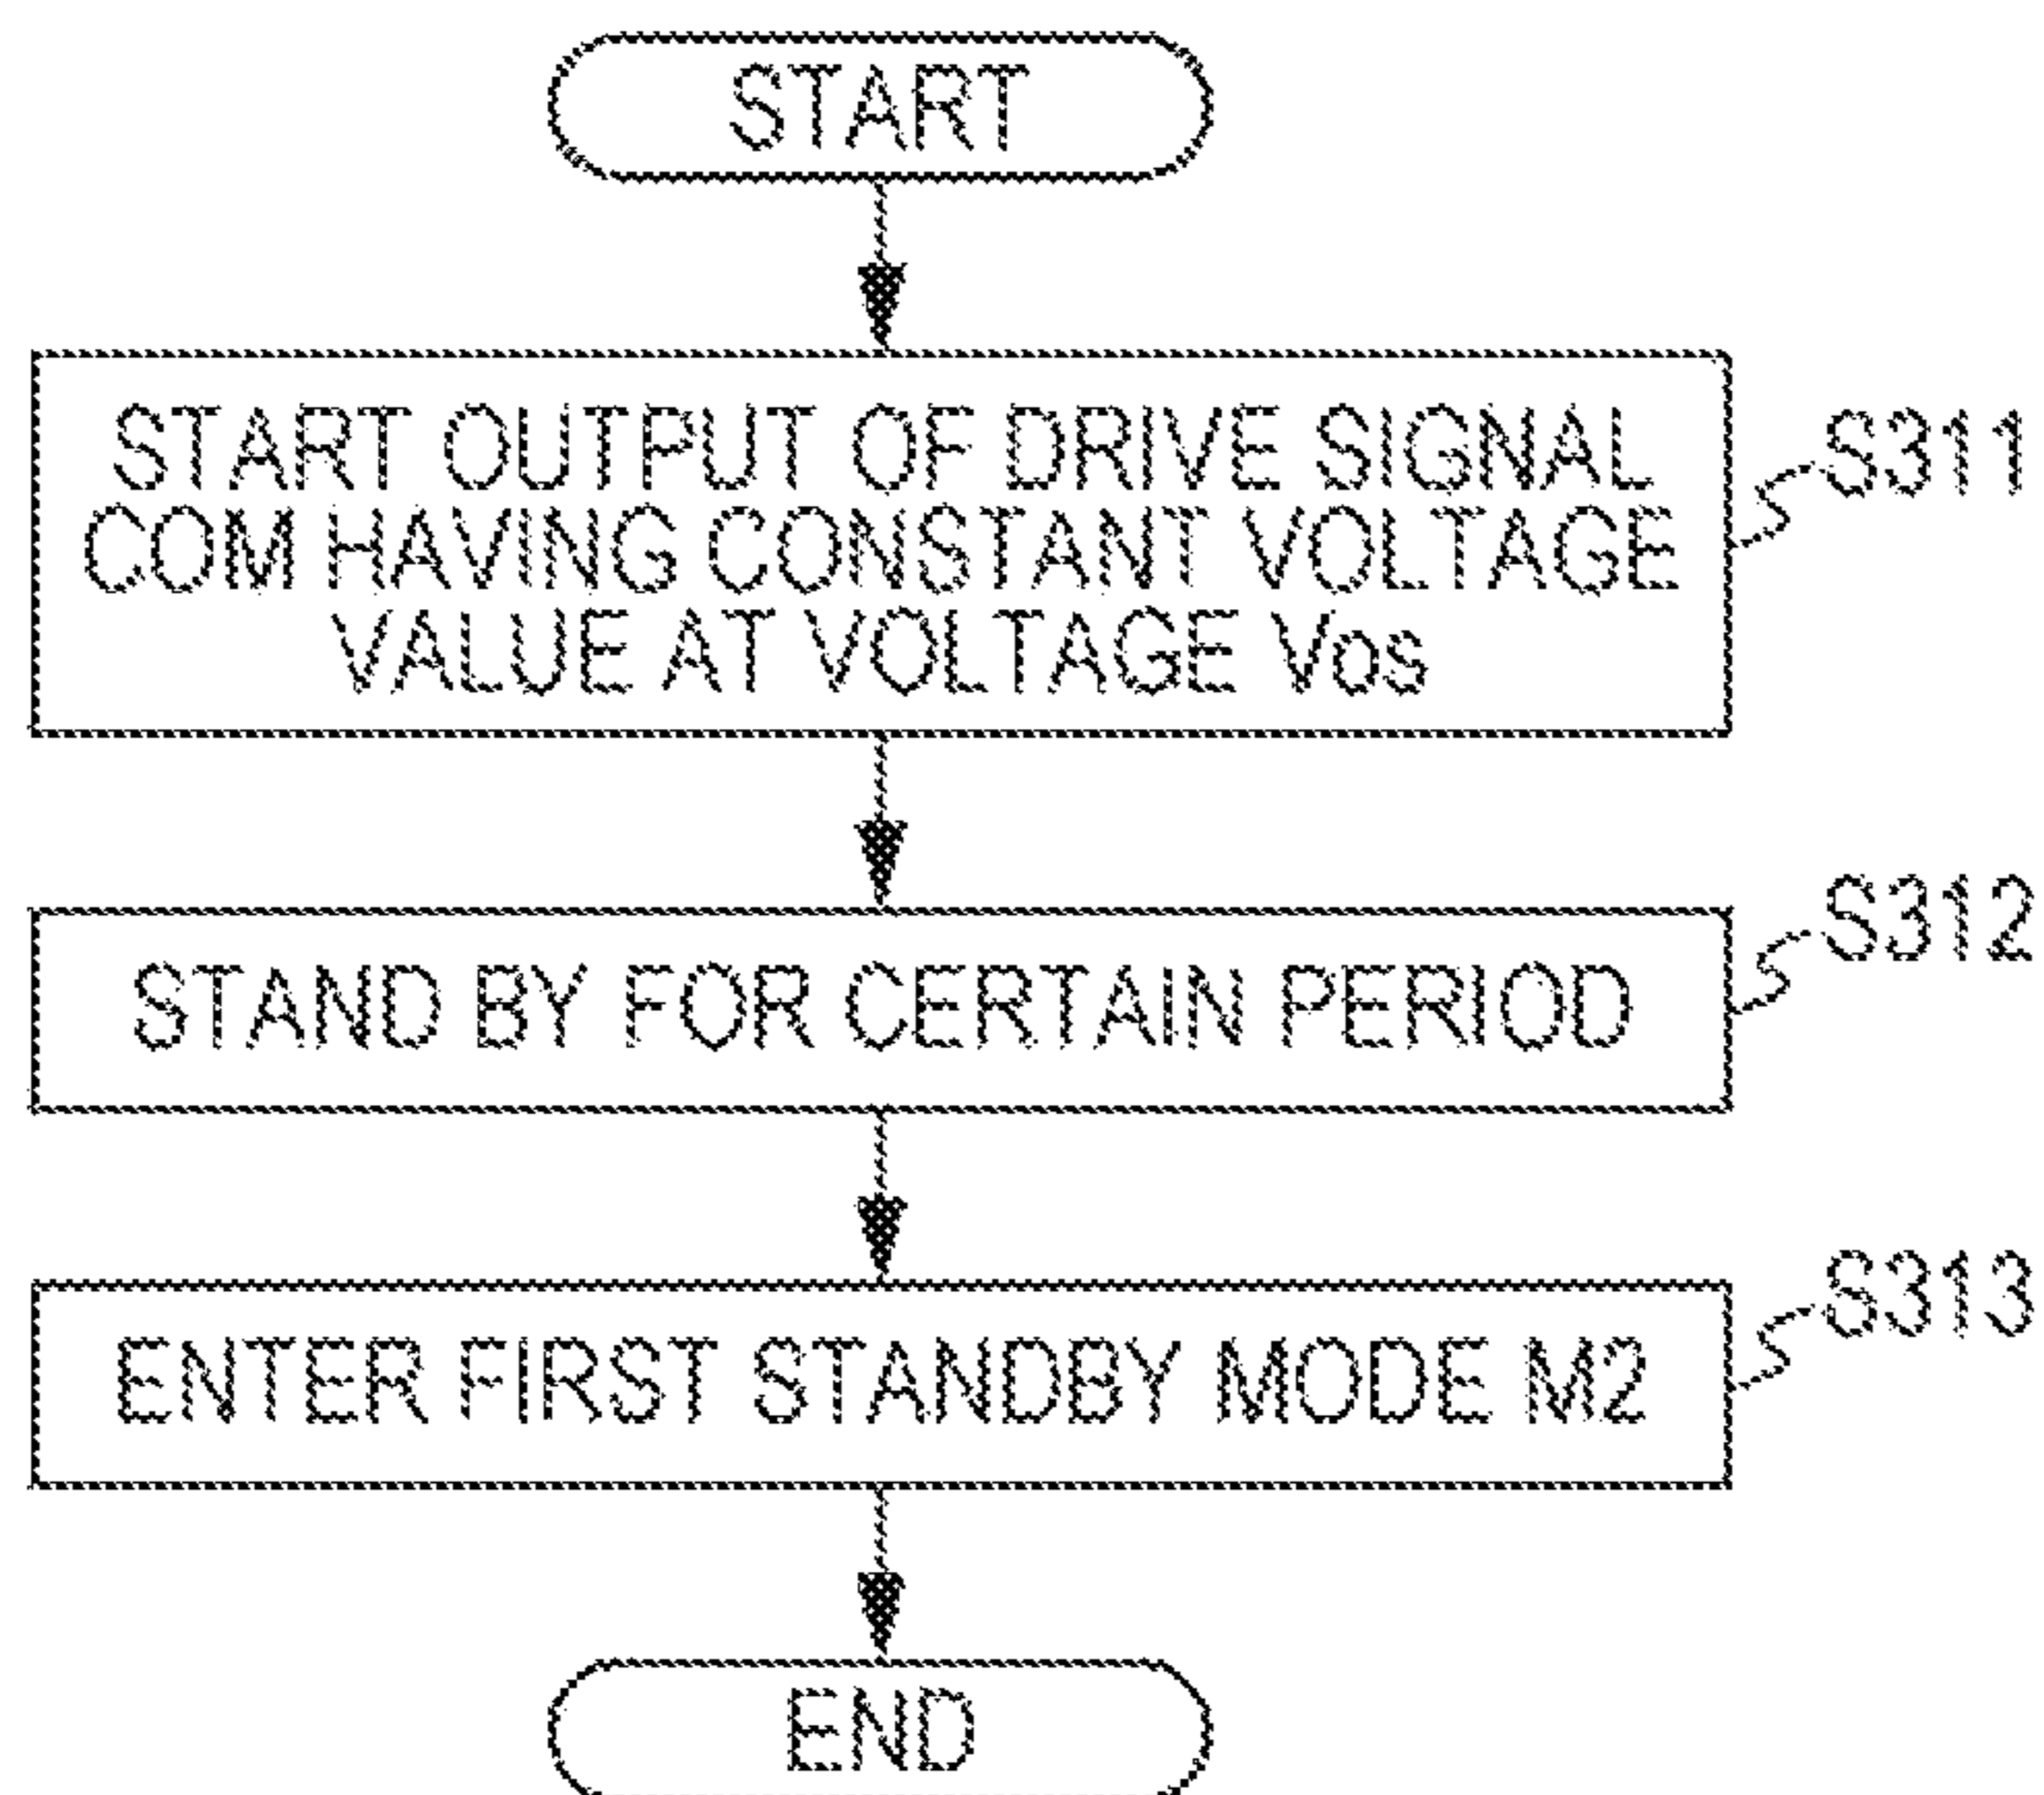 START
START OUTPUT OF DRIVE SIGNAL
COM HAVING CONSTANT VOLTAGE
VALUE AT VOLTAGE Vos
S311
STAND BY FOR CERTAIN PERIOD
S312
ENTER FIRST STANDBY MODE M2
S313
END